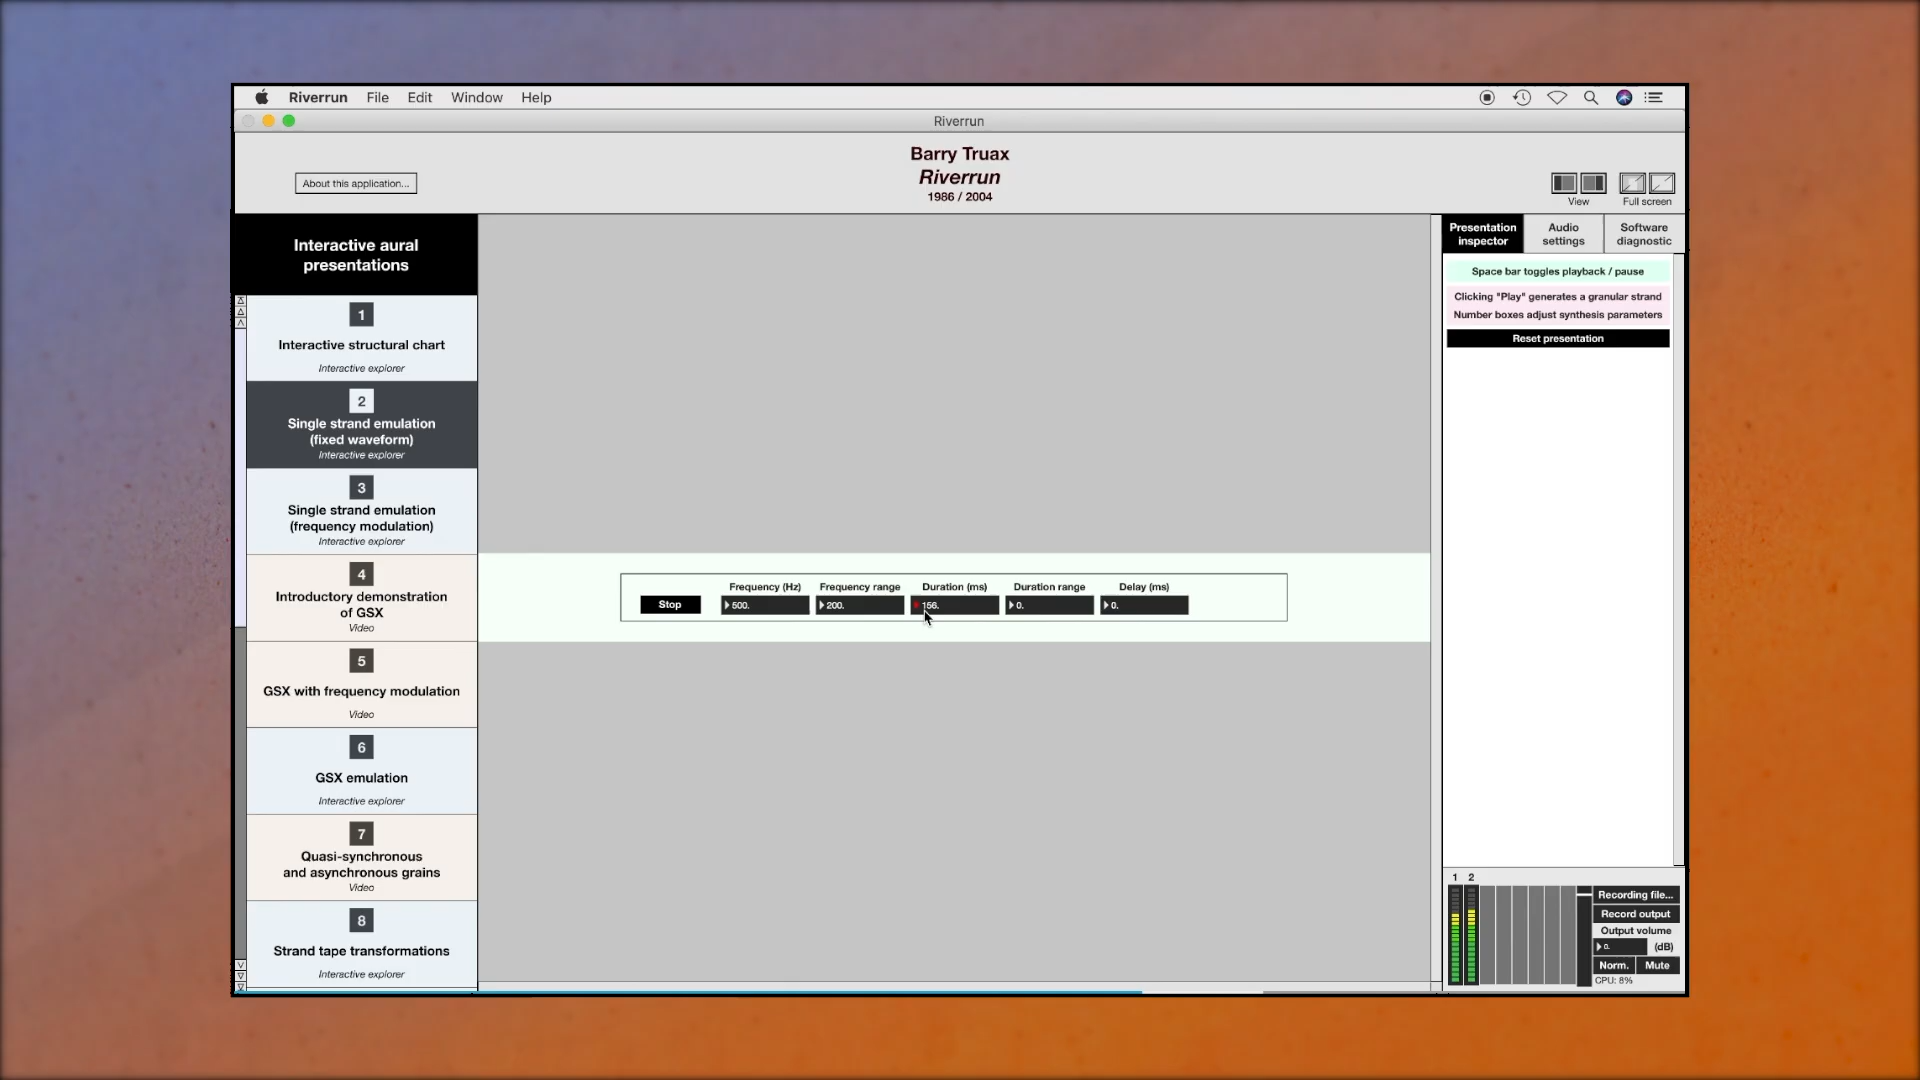 Riverrun File Edit Window Help
Riverrun
Barry Truax
Riverrun
1986 / 2004
About this application...
View
Full screen
Interactive aural
presentations
1
Interactive structural chart
Interactive explorer
2
Single strand emulation
(fixed waveform)
Interactive explorer
3
Single strand emulation
(frequency modulation)
Interactive explorer
4
Introductory demonstration
of GSX
Video
5
GSX with frequency modulation
Video
6
GSX emulation
Interactive explorer
7
Quasi-synchronous
and asynchronous grains
Video
8
Strand tape transformations
Interactive explorer
Frequency (Hz) Frequency range Duration (ms) Duration range Delay (ms)
Stop 500. 200. 156. 0. 0.
Presentation
inspector
Audio
settings
Software
diagnostic
Space bar toggles playback / pause
Clicking "Play" generates a granular strand
Number boxes adjust synthesis parameters
Reset presentation
1 2
Recording file...
Record output
Output volume
0. (dB)
Norm. Mute
CPU: 8%